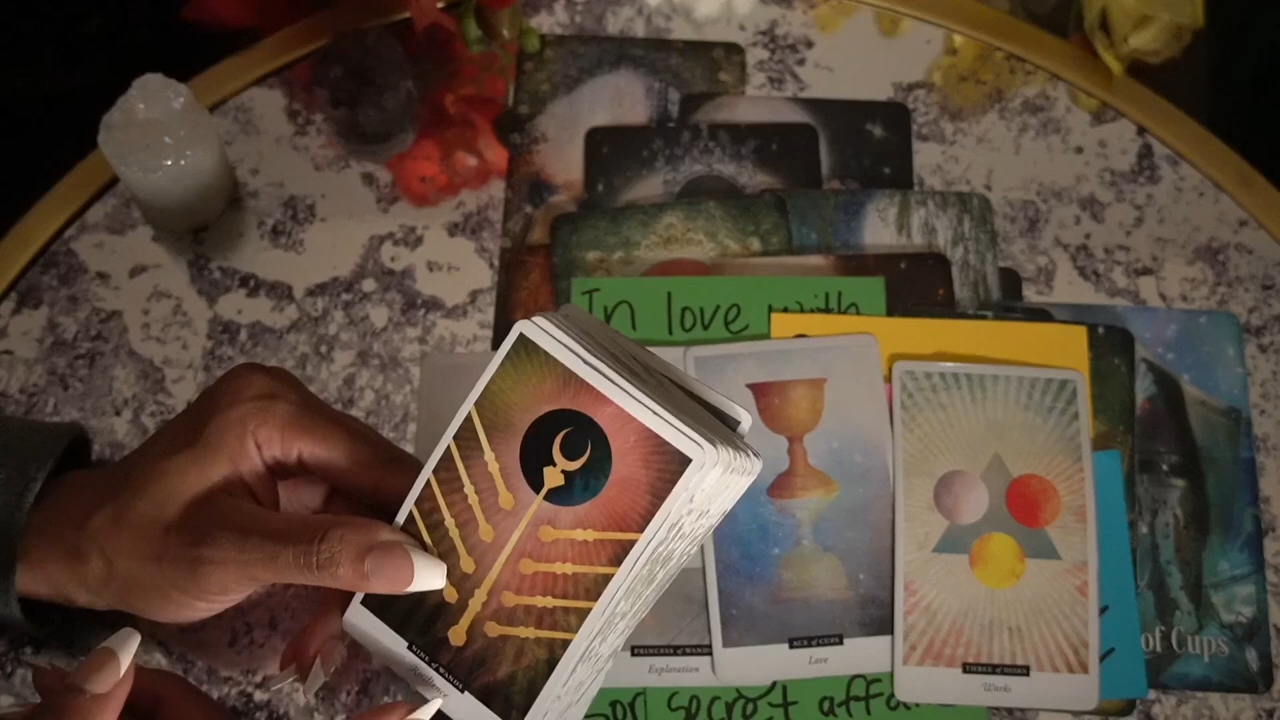 In love with
NINE of WANDS
Resilience
PRINCESS of WANDS
Exploration
ACE of CUPS
Love
THREE of DISKS
Works
of Cups
secret affa